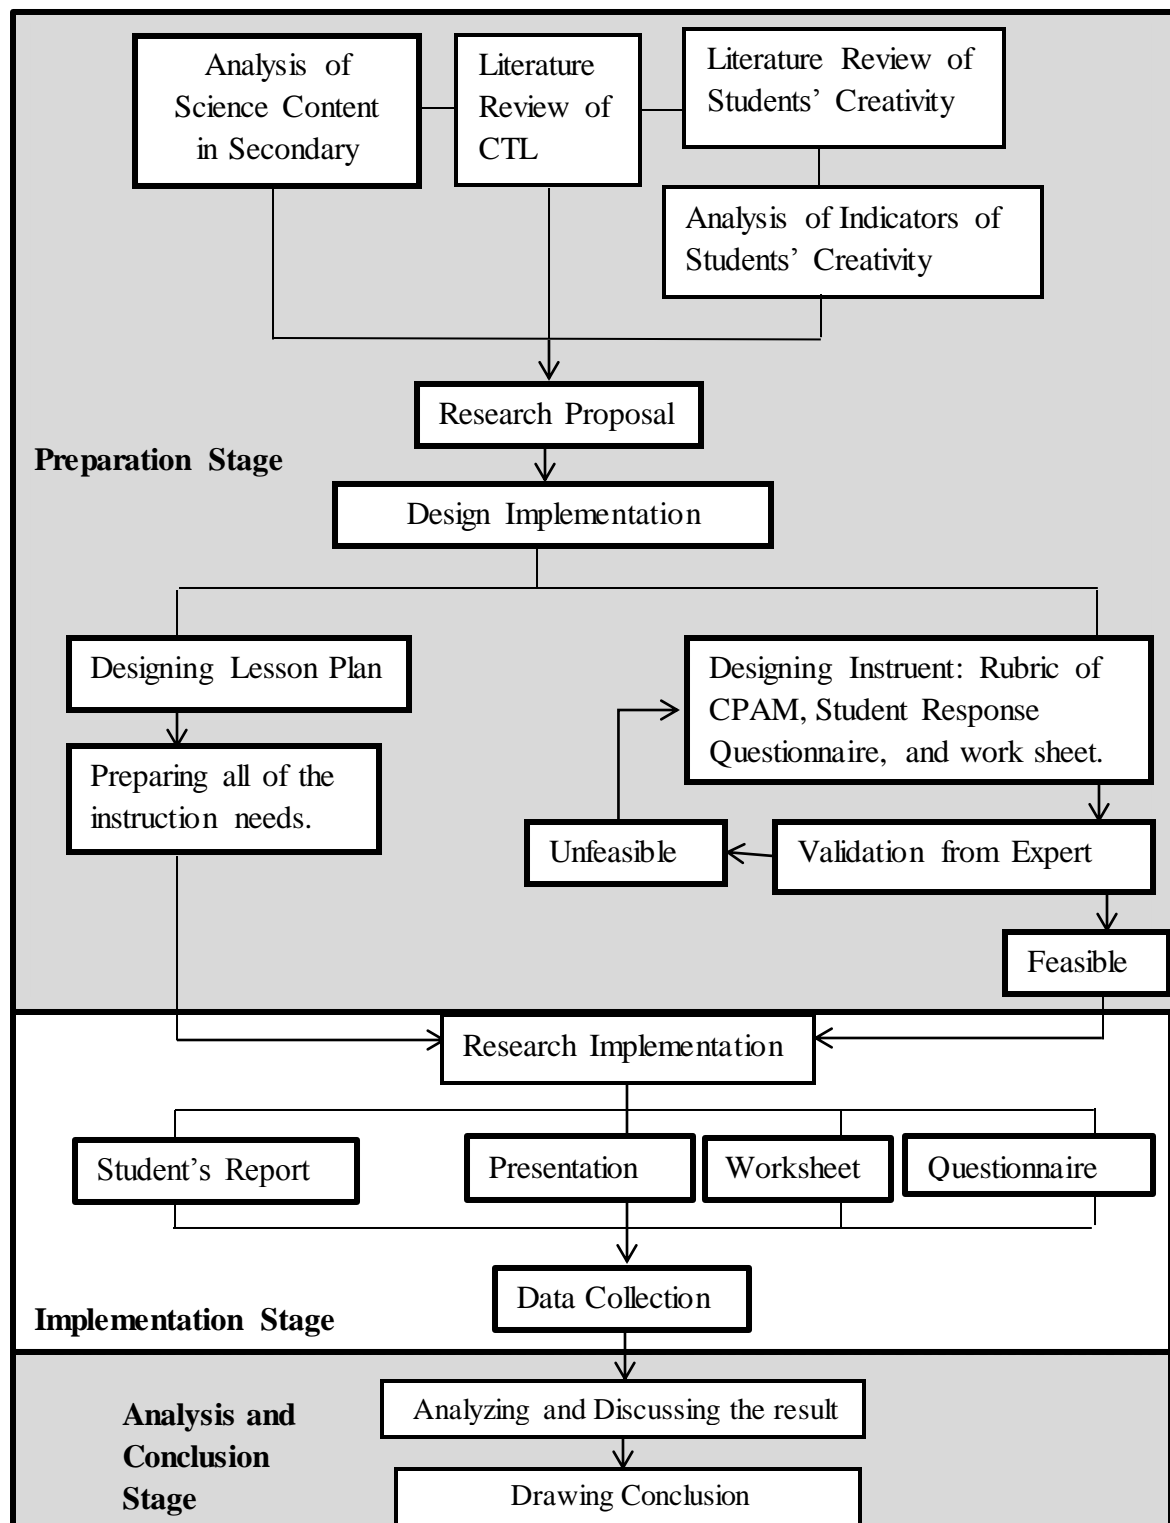 Analysis of
Science Content
in Secondary
Literature
Review of
CTL
Literature Review of
Students’ Creativity
Analysis of Indicators of
Students’ Creativity
Research Proposal
Preparation Stage
Design Implementation
Designing Lesson Plan
Designing Instruent: Rubric of
CPAM, Student Response
Questionnaire, and work sheet.
Preparing all of the
instruction needs.
Unfeasible
Validation from Expert
Feasible
Research Implementation
Student’s Report
Presentation
Worksheet
Questionnaire
Data Collection
Implementation Stage
Analyzing and Discussing the result
Analysis and
Conclusion
Stage
Drawing Conclusion